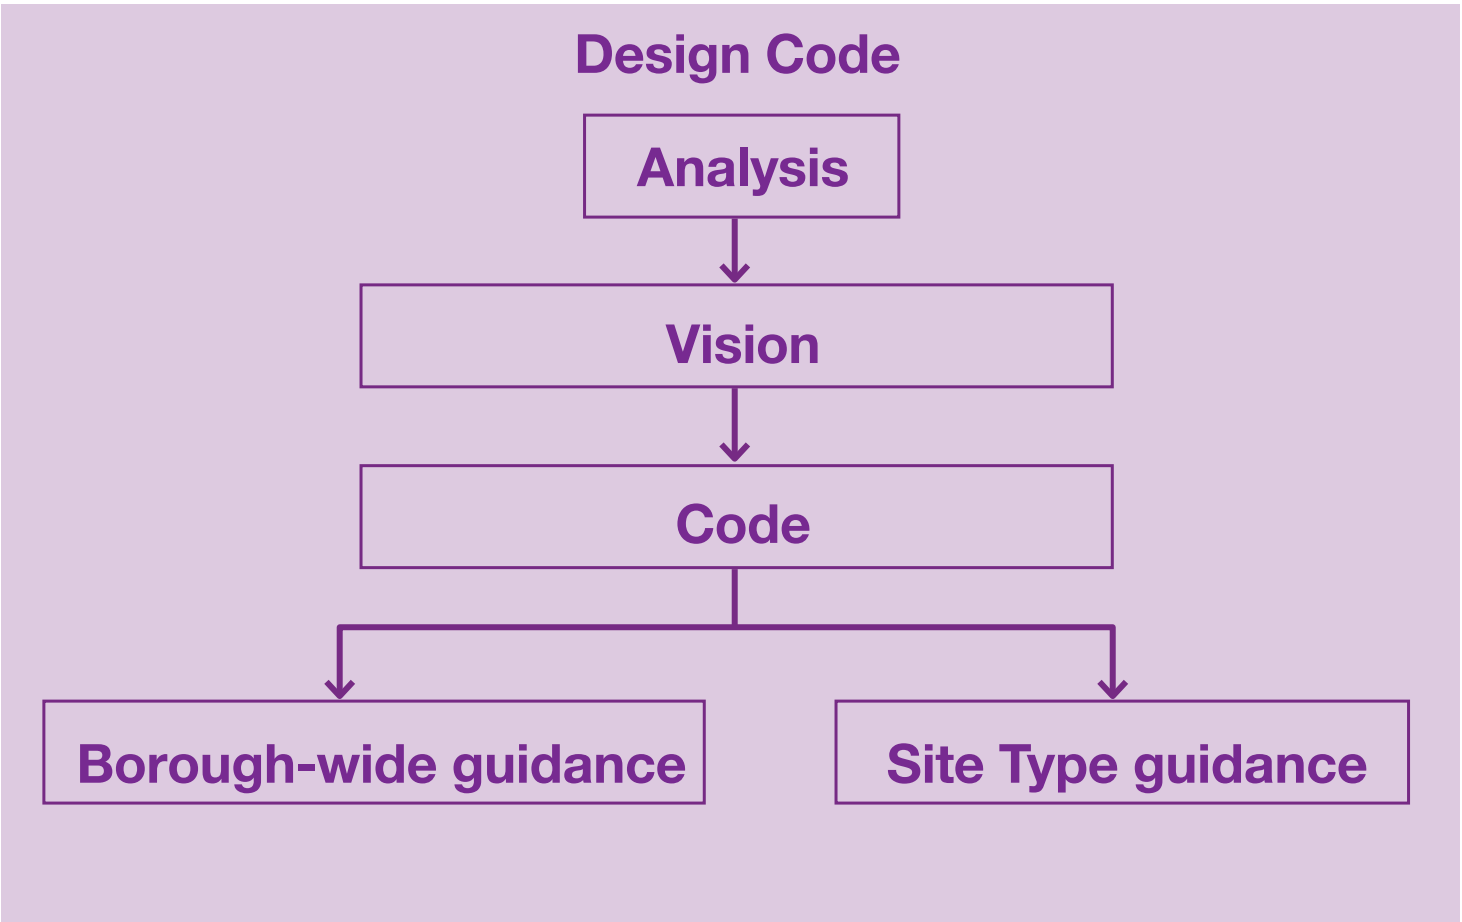 Design Code
Analysis
Vision
Code
Borough-wide guidance
Site Type guidance